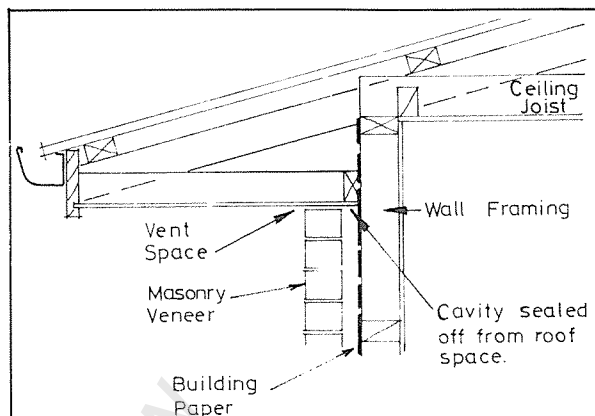 Ceiling
Joist
Vent
Space
Wall Framing
Masonry
Veneer
Cavity sealed
off from roof
space.
Building
Paper